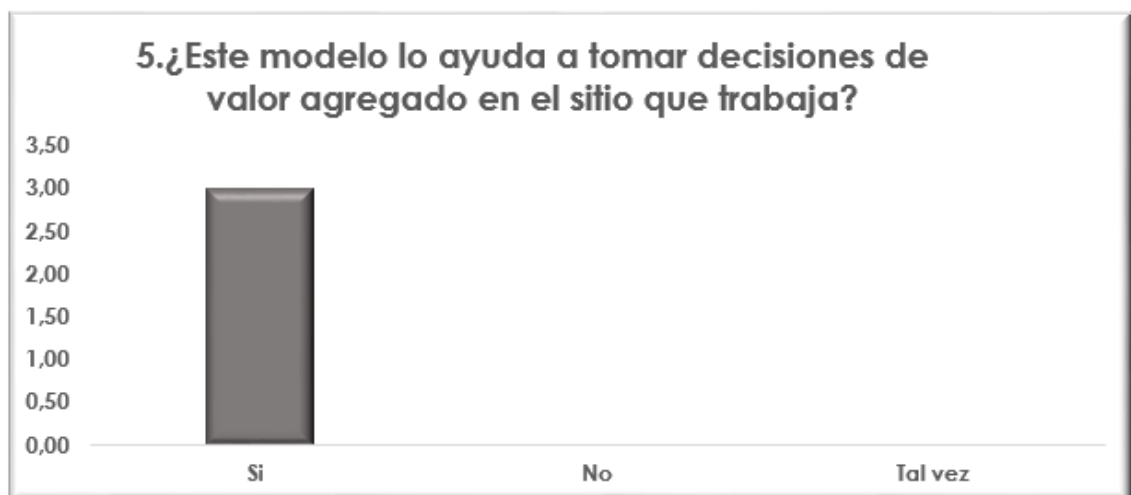 5.¿Este modelo lo ayuda a tomar decisiones de
valor agregado en el sitio que trabaja?
3,50
3,00
2,50
2,00
1,50
1,00
0,50
0,00
Si No Tal vez